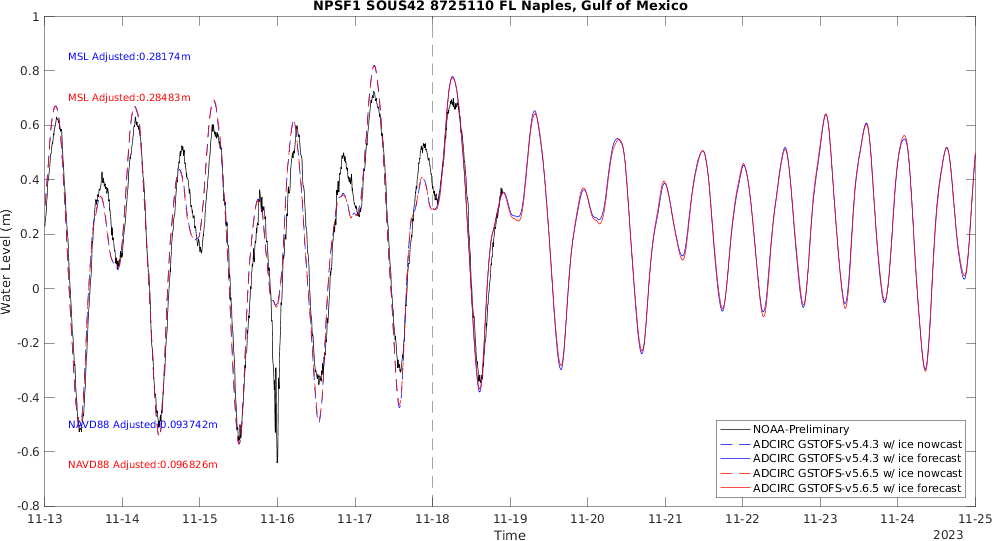 NPSF1 SOUS42 8725110 FL Naples, Gulf of Mexico
1
0.8
0.6
0.4
0.2
0
-0.2
-0.4
-0.6
-0.8
Water Level (m)
MSL Adjusted:0.28174m
MSL Adjusted:0.28483m
NAVD88 Adjusted:0.093742m
NAVD88 Adjusted:0.096826m
NOAA-Preliminary
ADCIRC GSTOFS-v5.4.3 w/ ice nowcast
ADCIRC GSTOFS-v5.4.3 w/ ice forecast
ADCIRC GSTOFS-v5.6.5 w/ ice nowcast
ADCIRC GSTOFS-v5.6.5 w/ ice forecast
11-13 11-14 11-15 11-16 11-17 11-18 11-19 11-20 11-21 11-22 11-23 11-24 11-25
Time
2023